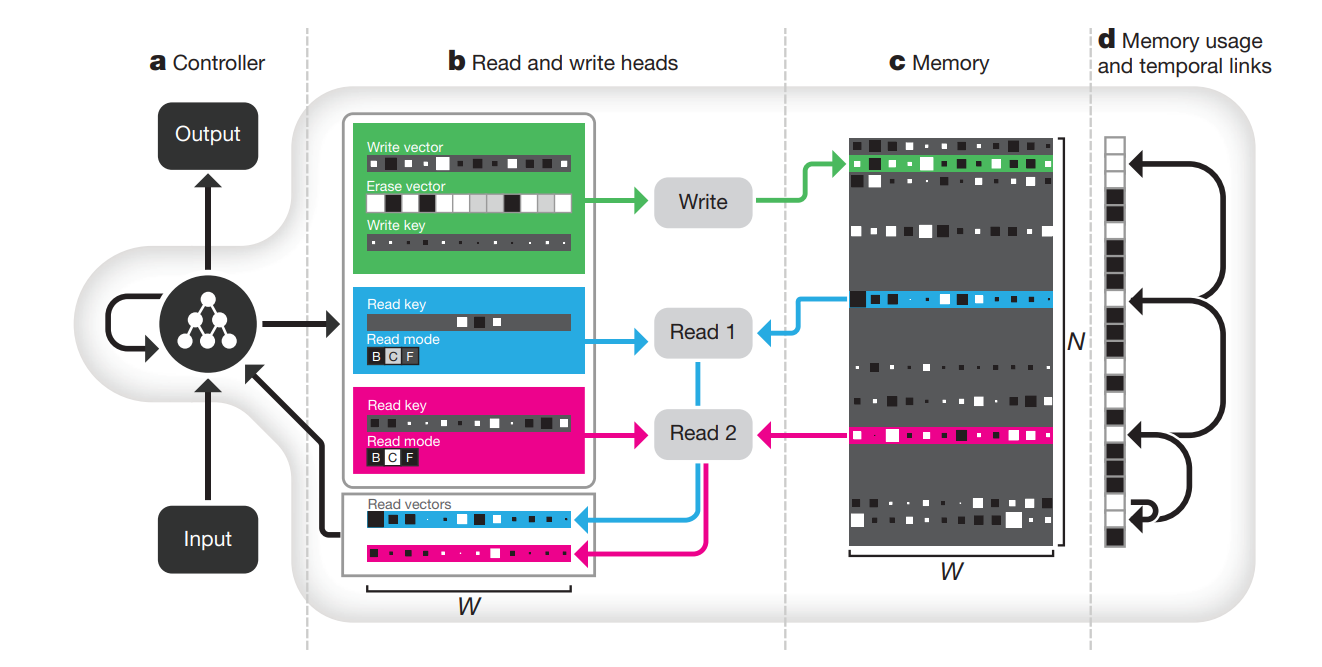 a Controller
b Read and write heads
c Memory
d Memory usage
and temporal links
Output
Input
Write vector
Erase vector
Write key
Read key
Read mode
B C F
Read key
Read mode
B C F
Read vectors
W
Write
Read 1
Read 2
N
W